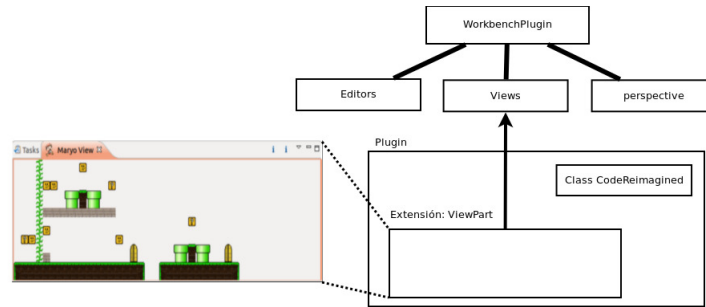 WorkbenchPlugin
Editors
Views
perspective
Plugin
Tasks
Maryo View
Class CodeReimagined
Extensión: ViewPart